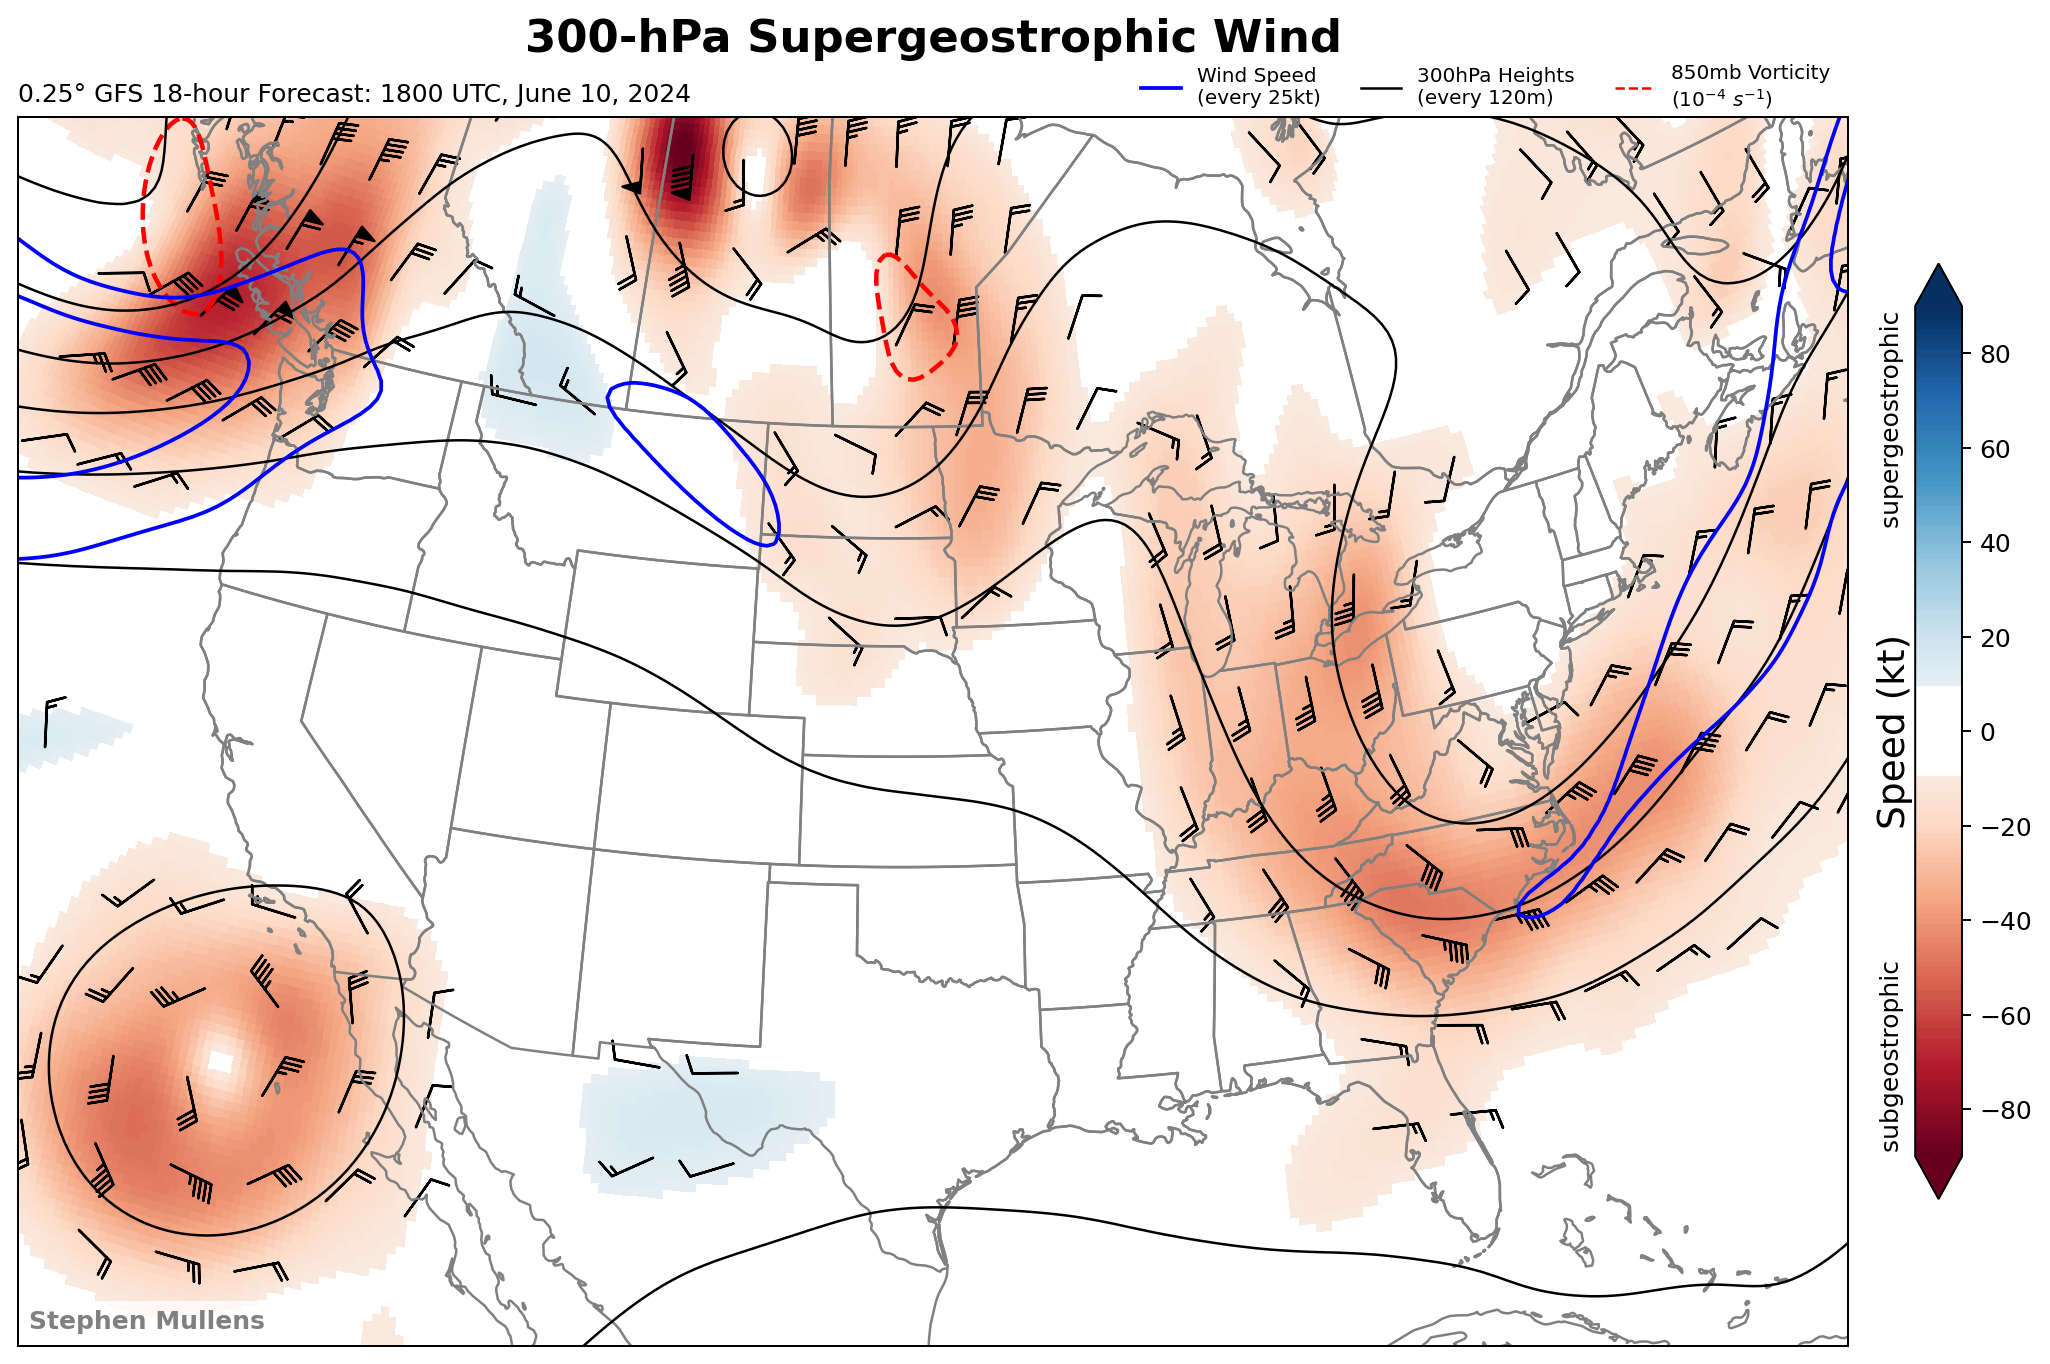 300-hPa Supergeostrophic Wind
0.25° GFS 18-hour Forecast: 1800 UTC, June 10, 2024
Wind Speed
(every 25kt)
300hPa Heights
(every 120m)
850mb Vorticity
(10⁻⁴ s⁻¹)
supergeostrophic
Speed (kt)
subgeostrophic
80
60
40
20
0
−20
−40
−60
−80
Stephen Mullens